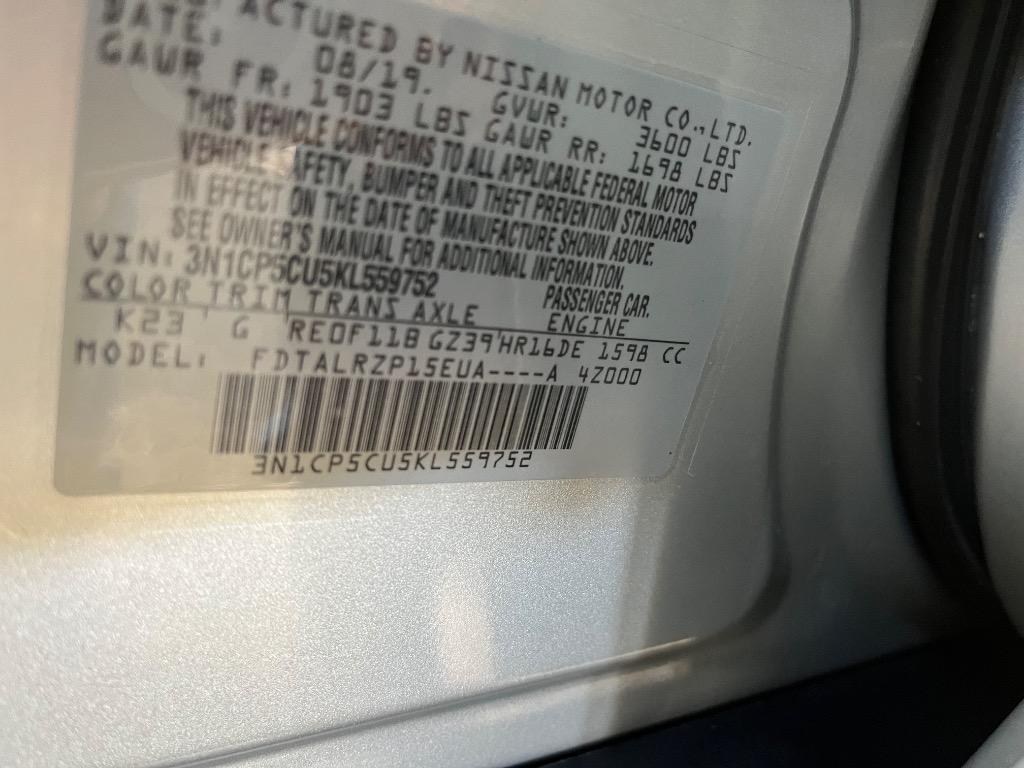 ACTURED BY NISSAN MOTOR CO., LTD.
DATE: 08/19. GVWR: 3600 LBS
GAWR FR: 1903 LBS GAWR RR: 1698 LBS
THIS VEHICLE CONFORMS TO ALL APPLICABLE FEDERAL MOTOR
VEHICLE SAFETY, BUMPER AND THEFT PREVENTION STANDARDS
IN EFFECT ON THE DATE OF MANUFACTURE SHOWN ABOVE.
SEE OWNER'S MANUAL FOR ADDITIONAL INFORMATION.
VIN: 3N1CP5CU5KL559752 PASSENGER CAR.
COLOR TRIM TRANS AXLE ENGINE
K23 G RE0F11B GZ39 HR16DE 1598 CC
MODEL: FDTALRZP15EUA----A 4Z000
3N1CP5CU5KL559752